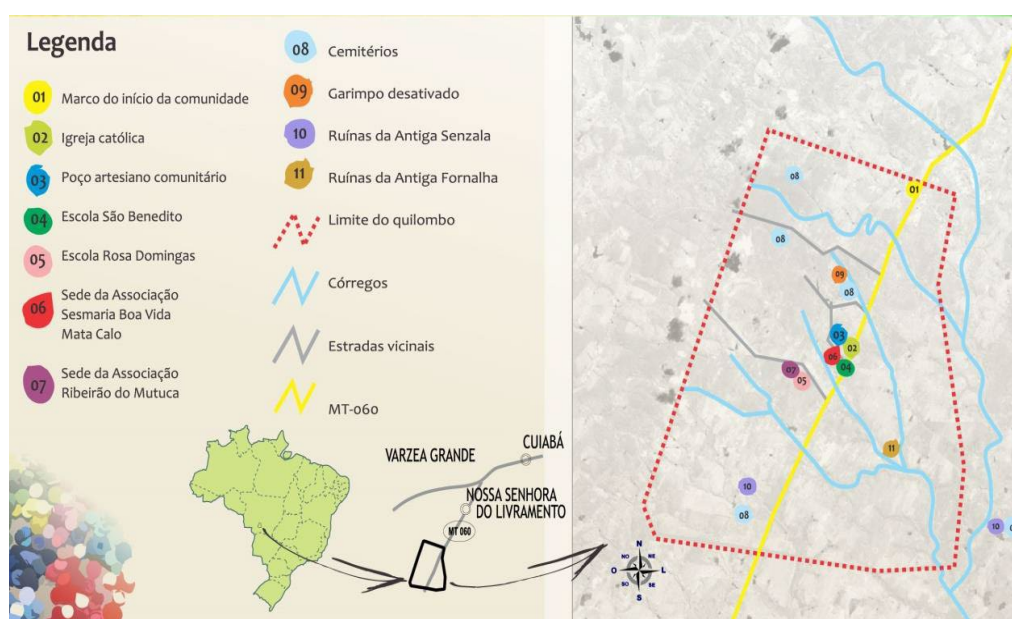 Legenda
01 Marco do início da comunidade
02 Igreja católica
03 Poço artesiano comunitário
04 Escola São Benedito
05 Escola Rosa Domingas
06 Sede da Associação
Sesmaria Boa Vida
Mata Calo
07 Sede da Associação
Ribeirão do Mutuca
08 Cemitérios
09 Garimpo desativado
10 Ruínas da Antiga Senzala
11 Ruínas da Antiga Fornalha
Limite do quilombo
Córregos
Estradas vicinais
MT-060
VARZEA GRANDE
CUIABÁ
NOSSA SENHORA
DO LIVRAMENTO
MT 060
08
01
08
09
08
03
02
06
04
07
05
11
10
08
10
N
NO
NE
O
L
SO
SE
S